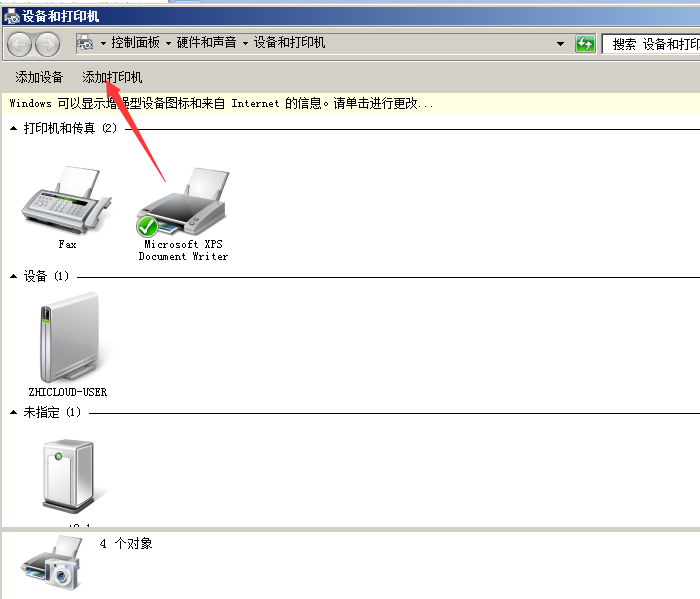 设备和打印机
控制面板 硬件和声音 设备和打印机
搜索 设备和打印
添加设备 添加打印机
Windows 可以显示增强型设备图标和来自 Internet 的信息。请单击进行更改...
打印机和传真 (2)
Fax
Microsoft XPS
Document Writer
设备 (1)
ZHICLOUD-USER
未指定 (1)
4 个对象